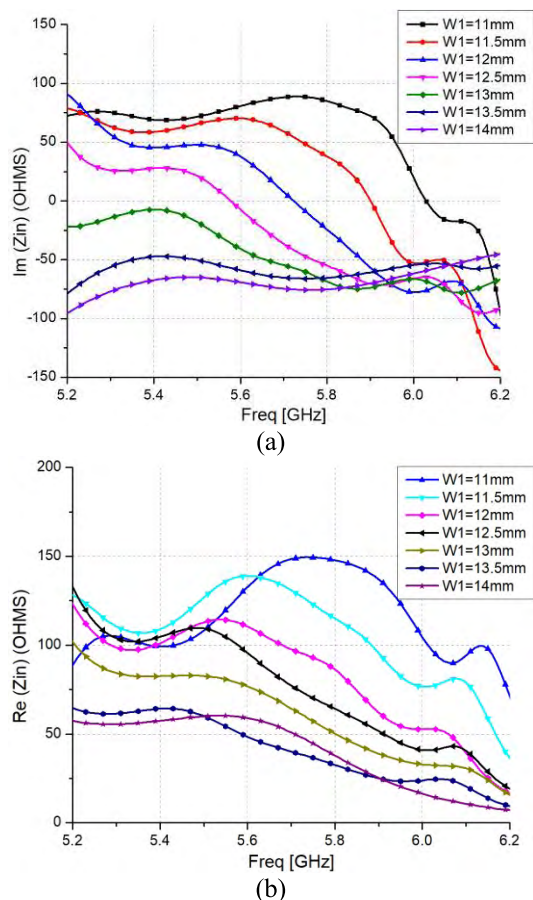 150
100
50
0
-50
-100
-150
Im (Zin) (OHMS)
W1=11mm
W1=11.5mm
W1=12mm
W1=12.5mm
W1=13mm
W1=13.5mm
W1=14mm
5.2 5.4 5.6 5.8 6.0 6.2
Freq [GHz]
(a)
200
150
100
50
0
Re (Zin) (OHMS)
W1=11mm
W1=11.5mm
W1=12mm
W1=12.5mm
W1=13mm
W1=13.5mm
W1=14mm
5.2 5.4 5.6 5.8 6.0 6.2
Freq [GHz]
(b)